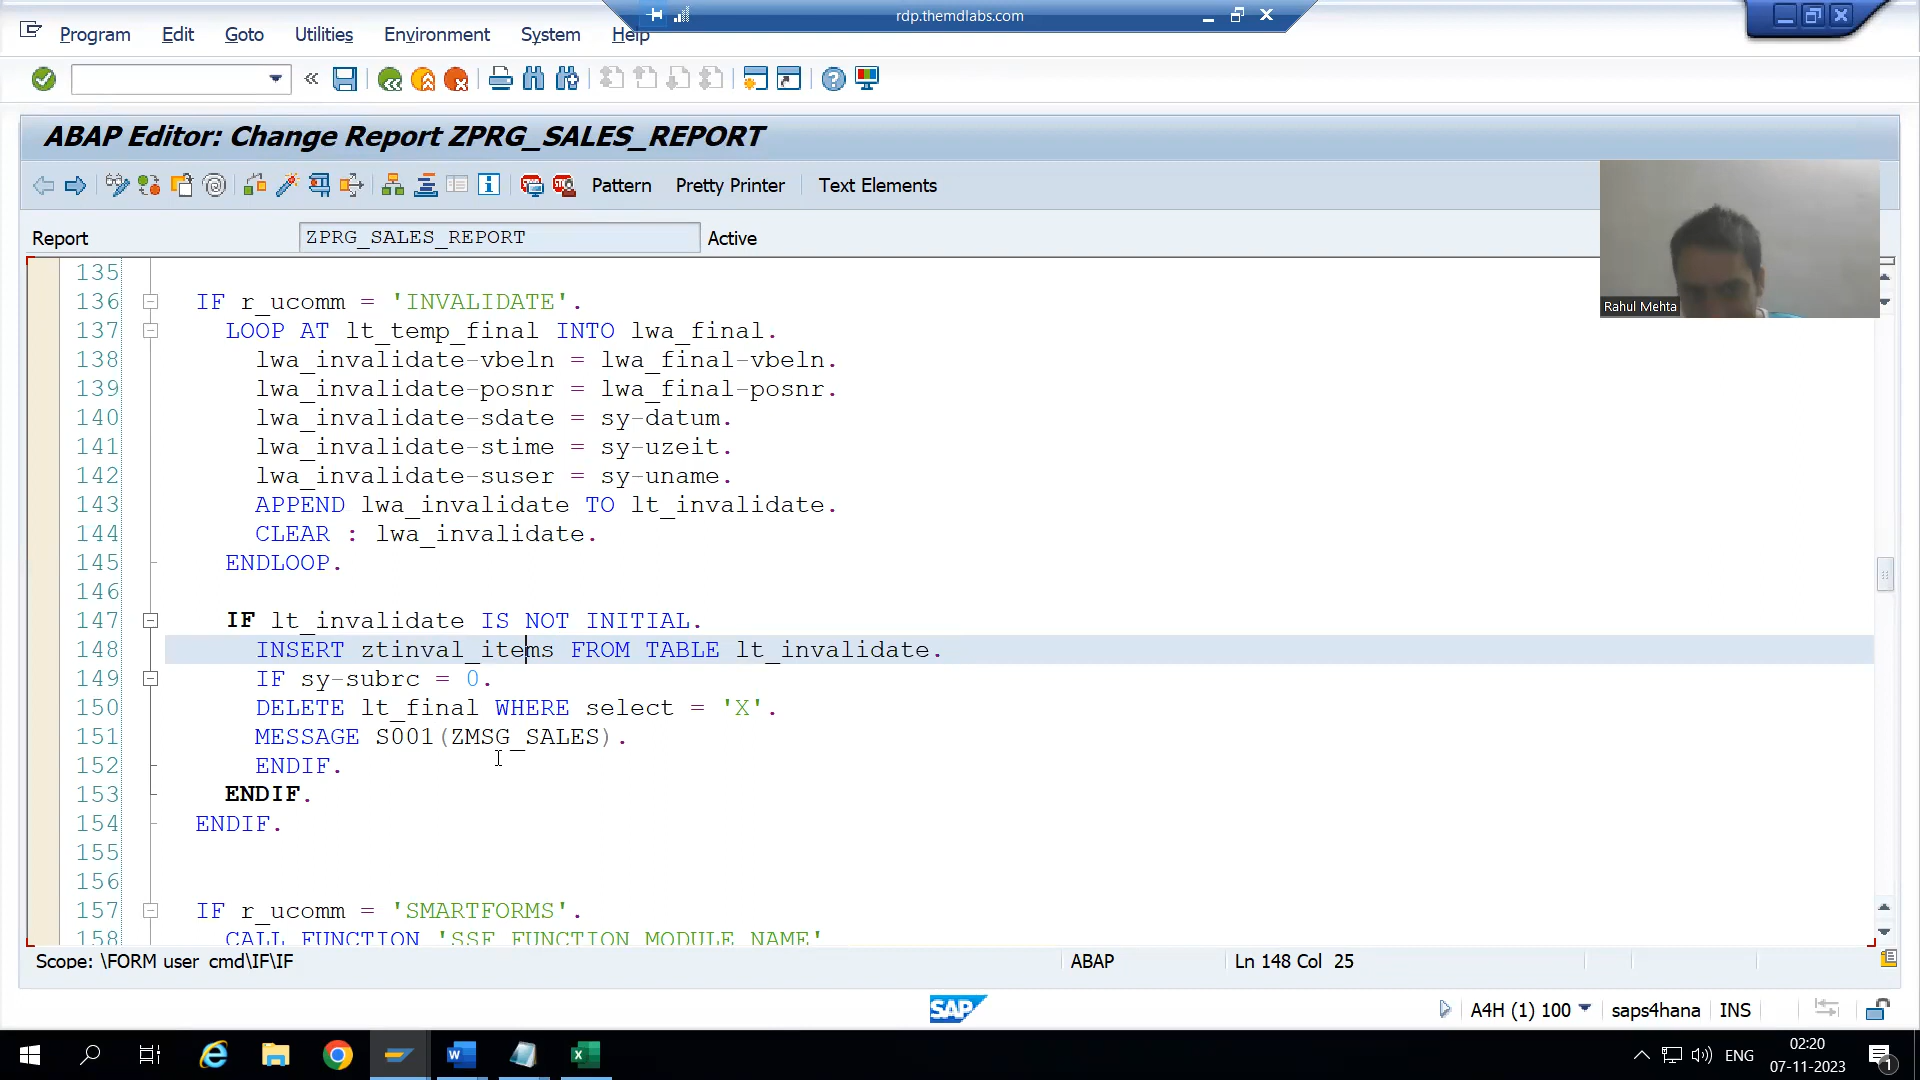 rdp.themdlabs.com
Program Edit Goto Utilities Environment System Help
ABAP Editor: Change Report ZPRG_SALES_REPORT
Pattern Pretty Printer Text Elements
Report ZPRG_SALES_REPORT Active
Rahul Mehta
135
136 IF r_ucomm = 'INVALIDATE'.
137 LOOP AT lt_temp_final INTO lwa_final.
138 lwa_invalidate-vbeln = lwa_final-vbeln.
139 lwa_invalidate-posnr = lwa_final-posnr.
140 lwa_invalidate-sdate = sy-datum.
141 lwa_invalidate-stime = sy-uzeit.
142 lwa_invalidate-suser = sy-uname.
143 APPEND lwa_invalidate TO lt_invalidate.
144 CLEAR : lwa_invalidate.
145 ENDLOOP.
146
147 IF lt_invalidate IS NOT INITIAL.
148 INSERT ztinval_items FROM TABLE lt_invalidate.
149 IF sy-subrc = 0.
150 DELETE lt_final WHERE select = 'X'.
151 MESSAGE S001(ZMSG_SALES).
152 ENDIF.
153 ENDIF.
154 ENDIF.
155
156
157 IF r_ucomm = 'SMARTFORMS'.
158 CALL FUNCTION 'SSF_FUNCTION_MODULE_NAME'
Scope: \FORM user_cmd\IF\IF ABAP Ln 148 Col 25
SAP A4H (1) 100 saps4hana INS
ENG 02:20
07-11-2023
1